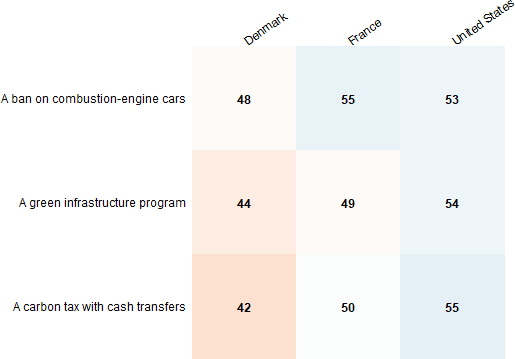 Denmark France United States
A ban on combustion-engine cars 48 55 53
A green infrastructure program 44 49 54
A carbon tax with cash transfers 42 50 55